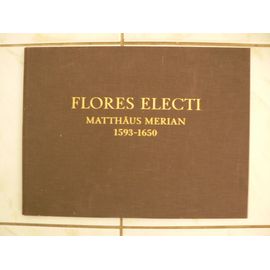 FLORES ELECTI
MATTHÄUS MERIAN
1593-1650